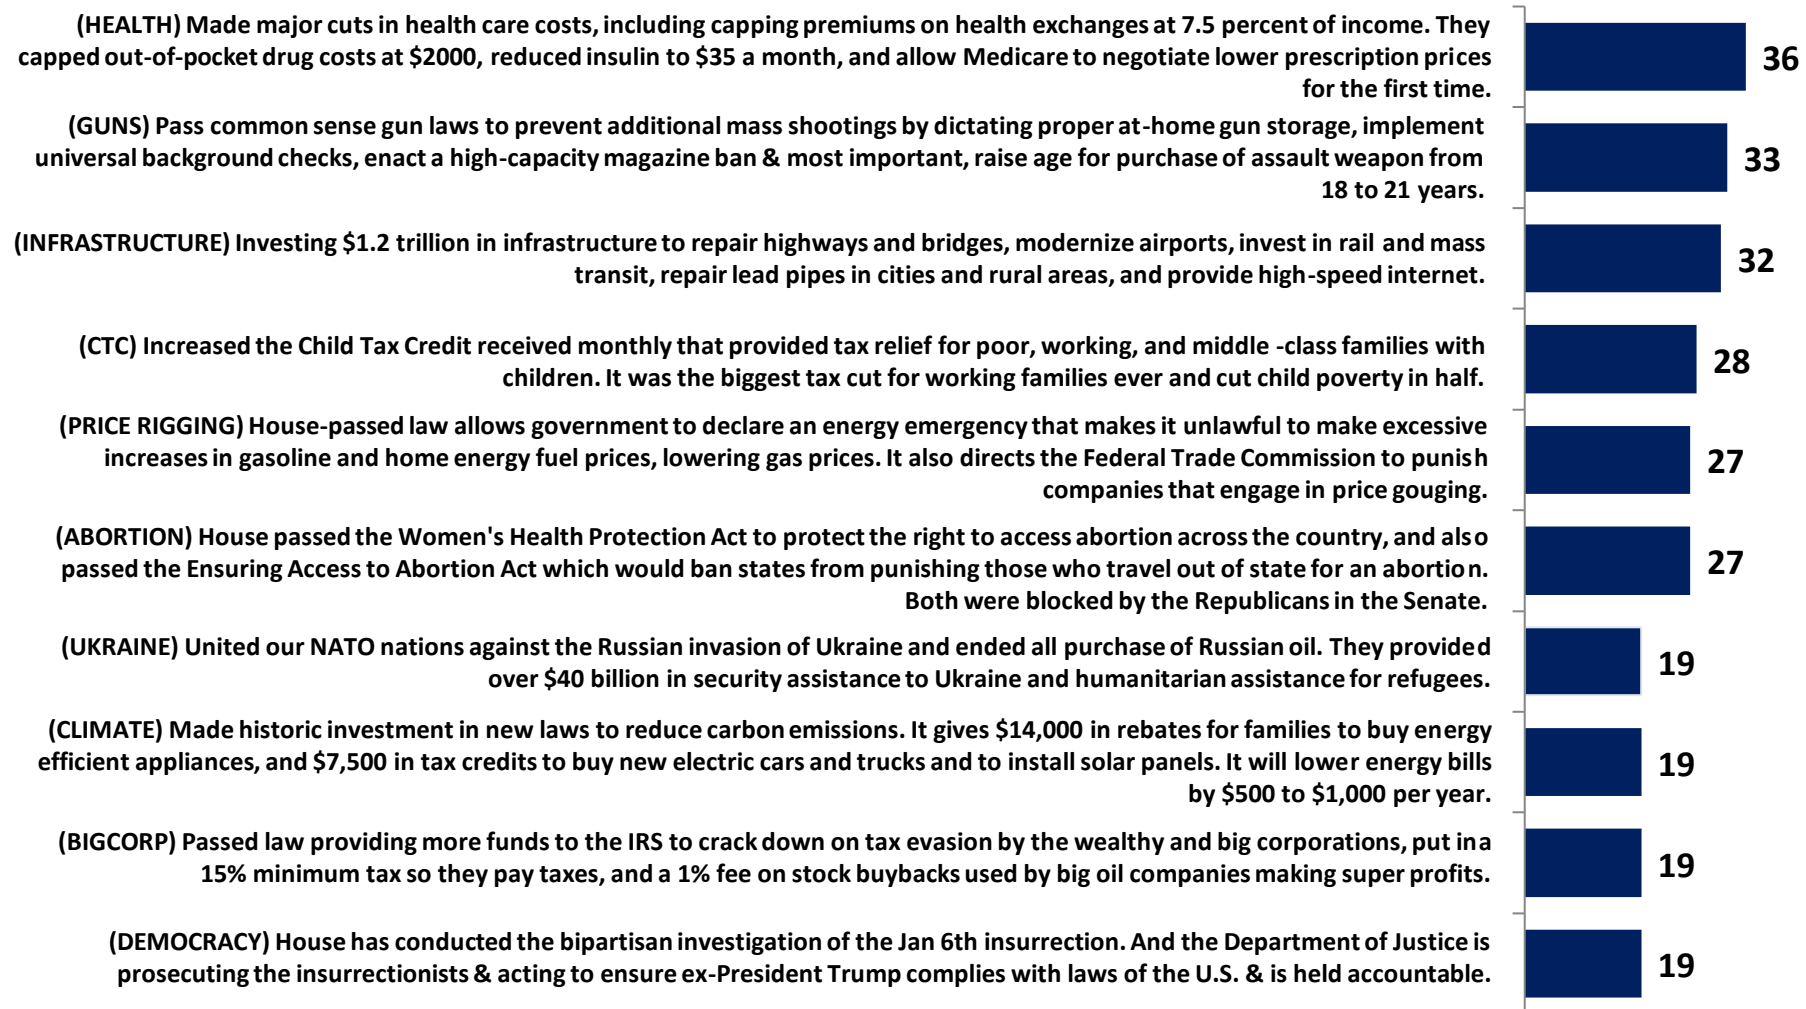 (HEALTH) Made major cuts in health care costs, including capping premiums on health exchanges at 7.5 percent of income. They
capped out-of-pocket drug costs at $2000, reduced insulin to $35 a month, and allow Medicare to negotiate lower prescription prices
for the first time.
36
(GUNS) Pass common sense gun laws to prevent additional mass shootings by dictating proper at-home gun storage, implement
universal background checks, enact a high-capacity magazine ban & most important, raise age for purchase of assault weapon from
18 to 21 years.
33
(INFRASTRUCTURE) Investing $1.2 trillion in infrastructure to repair highways and bridges, modernize airports, invest in rail and mass
transit, repair lead pipes in cities and rural areas, and provide high-speed internet.
32
(CTC) Increased the Child Tax Credit received monthly that provided tax relief for poor, working, and middle -class families with
children. It was the biggest tax cut for working families ever and cut child poverty in half.
28
(PRICE RIGGING) House-passed law allows government to declare an energy emergency that makes it unlawful to make excessive
increases in gasoline and home energy fuel prices, lowering gas prices. It also directs the Federal Trade Commission to punish
companies that engage in price gouging.
27
(ABORTION) House passed the Women's Health Protection Act to protect the right to access abortion across the country, and also
passed the Ensuring Access to Abortion Act which would ban states from punishing those who travel out of state for an abortion.
Both were blocked by the Republicans in the Senate.
27
(UKRAINE) United our NATO nations against the Russian invasion of Ukraine and ended all purchase of Russian oil. They provided
over $40 billion in security assistance to Ukraine and humanitarian assistance for refugees.
19
(CLIMATE) Made historic investment in new laws to reduce carbon emissions. It gives $14,000 in rebates for families to buy energy
efficient appliances, and $7,500 in tax credits to buy new electric cars and trucks and to install solar panels. It will lower energy bills
by $500 to $1,000 per year.
19
(BIGCORP) Passed law providing more funds to the IRS to crack down on tax evasion by the wealthy and big corporations, put in a
15% minimum tax so they pay taxes, and a 1% fee on stock buybacks used by big oil companies making super profits.
19
(DEMOCRACY) House has conducted the bipartisan investigation of the Jan 6th insurrection. And the Department of Justice is
prosecuting the insurrectionists & acting to ensure ex-President Trump complies with laws of the U.S. & is held accountable.
19